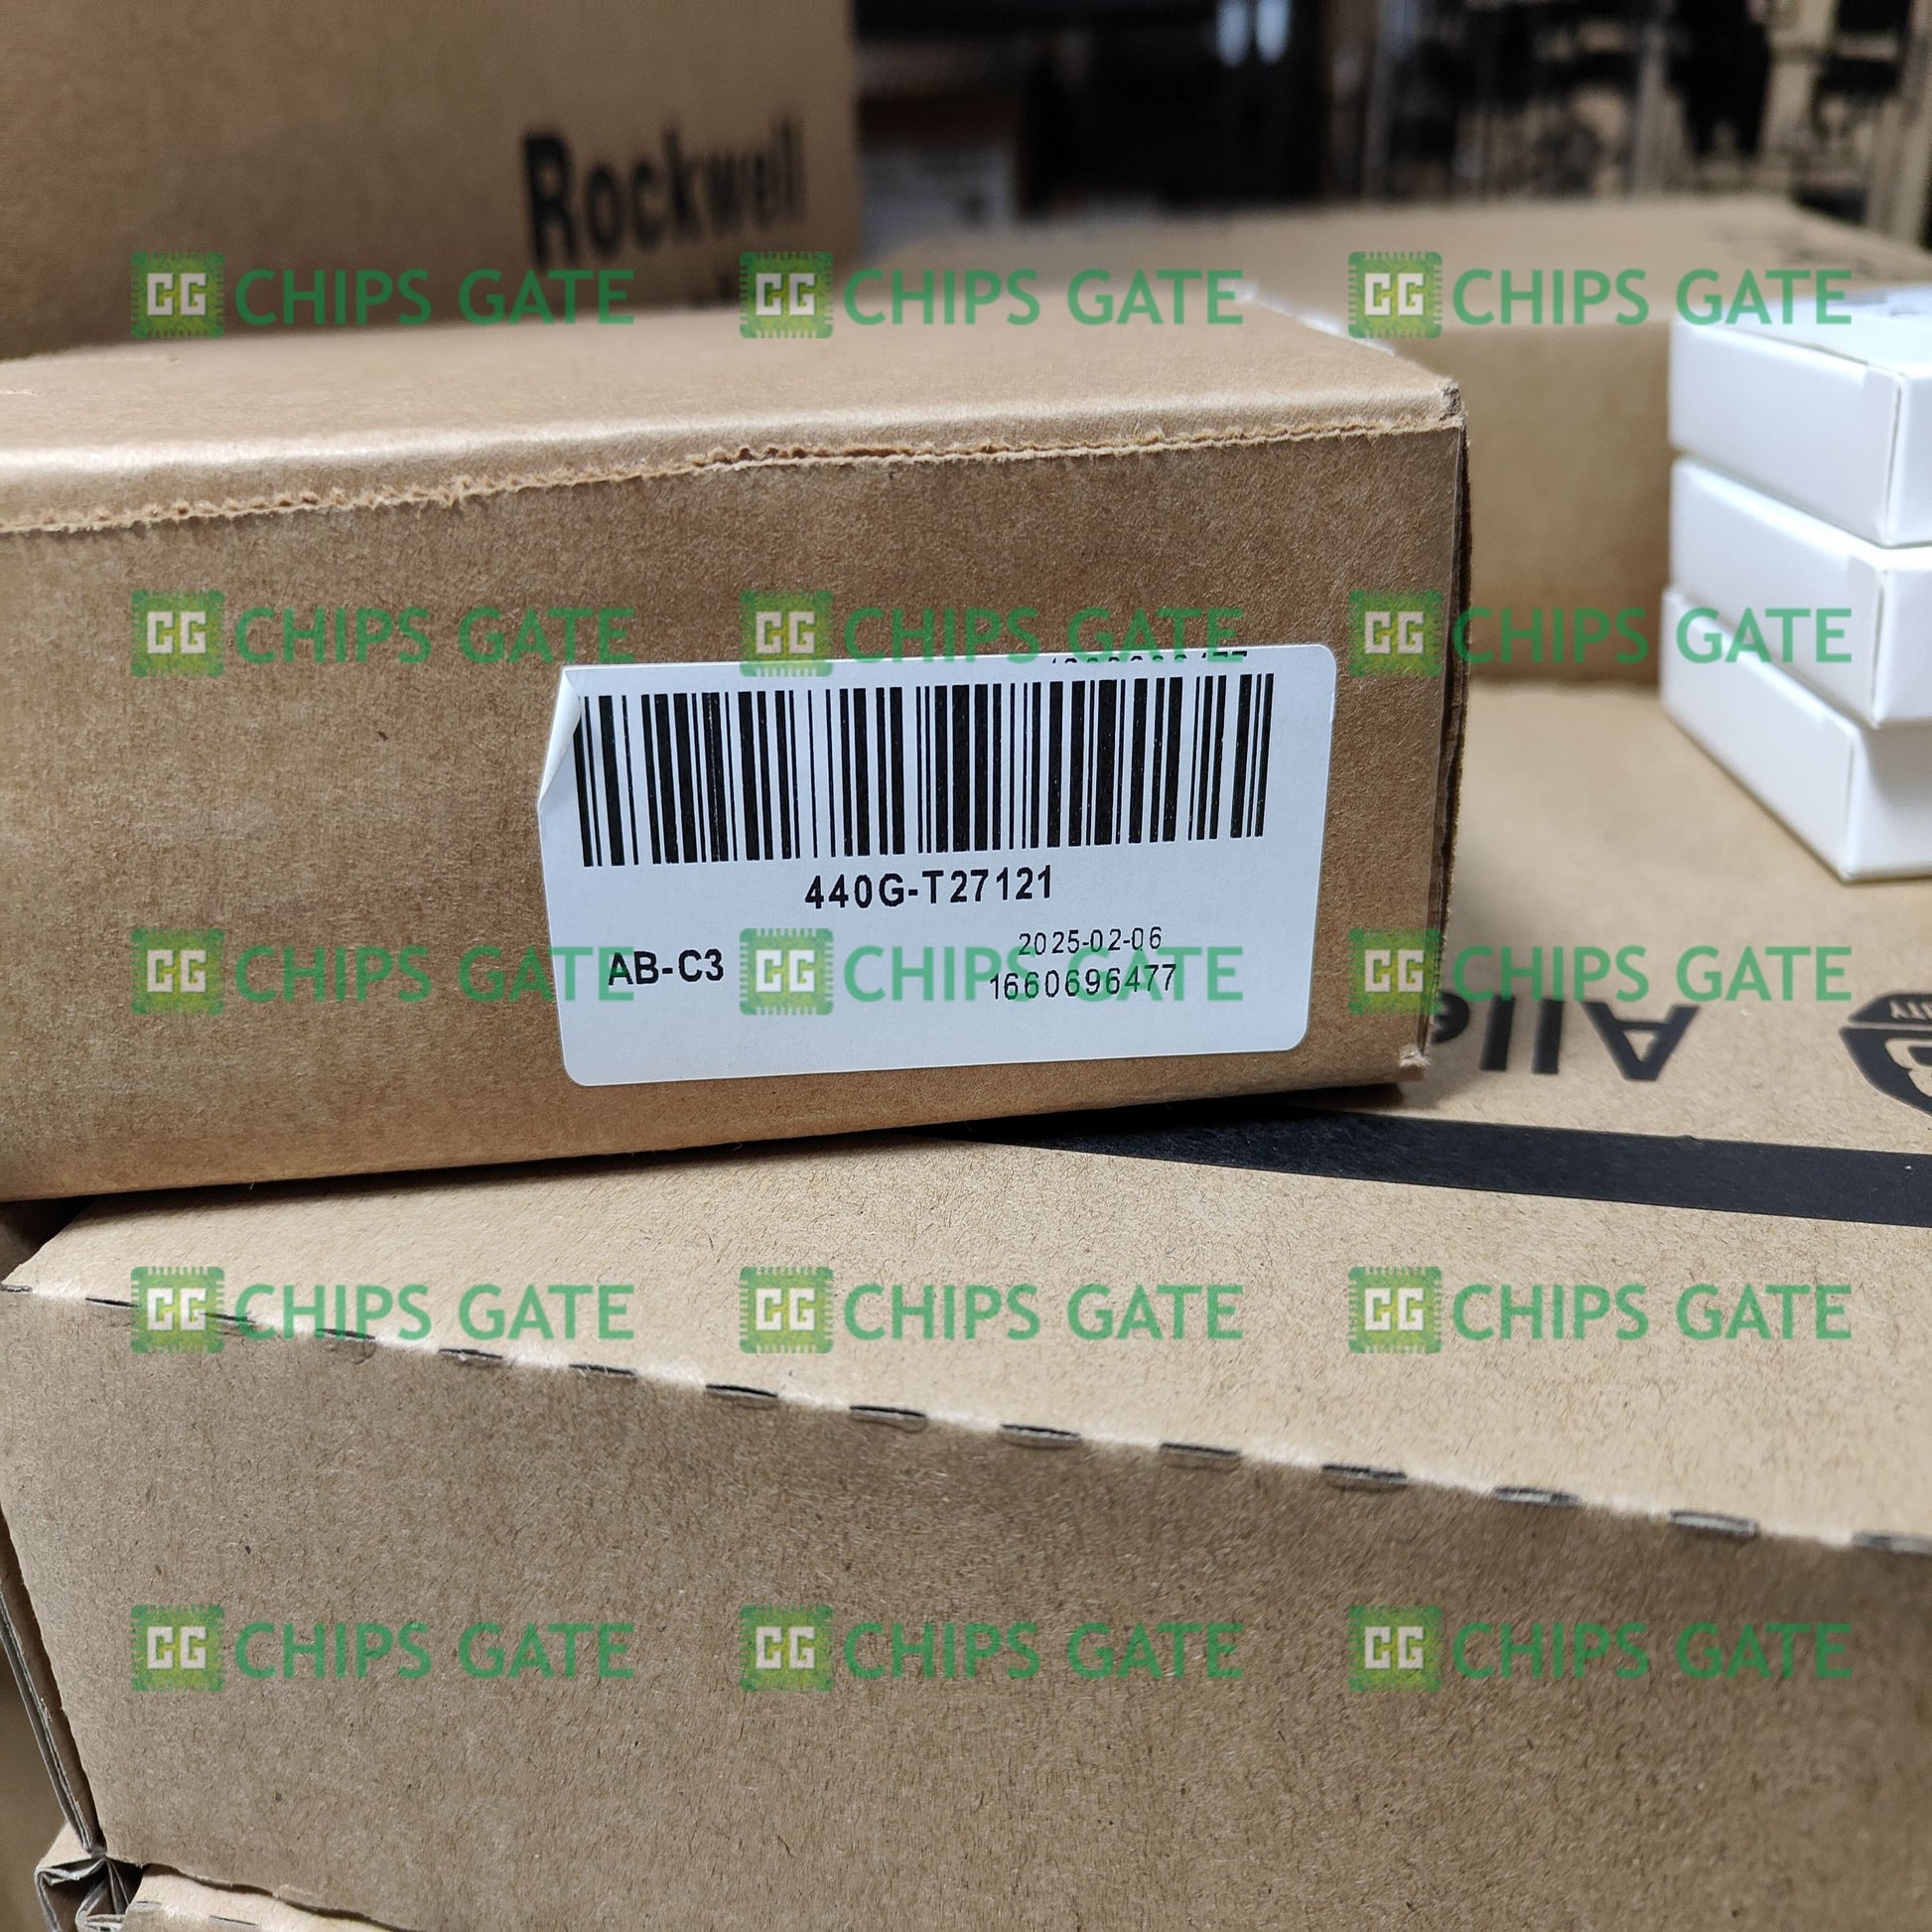 Rockwell
CG CHIPS GATE CG CHIPS GATE CG CHIPS GATE
CG CHIPS GATE CG CHIPS GATE CG CHIPS GATE
440G-T27121
2025-02-06
AB-C3
1660696477
CG CHIPS GATE CG CHIPS GATE CG CHIPS GATE
CG CHIPS GATE CG CHIPS GATE CG CHIPS GATE
CG CHIPS GATE CG CHIPS GATE CG CHIPS GATE